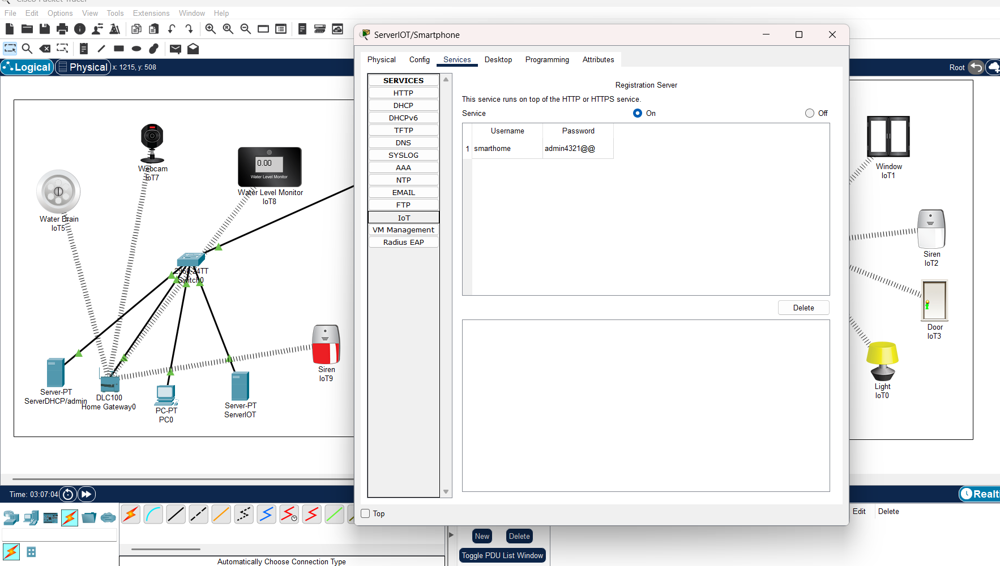 Cisco Packet Tracer
File Edit Options View Tools Extensions Window Help
Logical Physical x: 1215, y: 508
Root
Webcam
IoT7
0.00
Water Level Monitor
Water Level Monitor
IoT8
Water Drain
IoT5
2960-24TT
Switch0
Siren
IoT9
Server-PT
ServerDHCP/admin
DLC100
Home Gateway0
PC-PT
PC0
Server-PT
ServerIOT
ServerIOT/Smartphone
Physical Config Services Desktop Programming Attributes
SERVICES
HTTP
DHCP
DHCPv6
TFTP
DNS
SYSLOG
AAA
NTP
EMAIL
FTP
IoT
VM Management
Radius EAP
Registration Server
This service runs on top of the HTTP or HTTPS service.
Service On Off
Username Password
1 smarthome admin4321@@
Delete
Top
Window
IoT1
Siren
IoT2
Door
IoT3
Light
IoT0
Time: 03:07:04
Realti
Edit Delete
New Delete
Toggle PDU List Window
Automatically Choose Connection Type